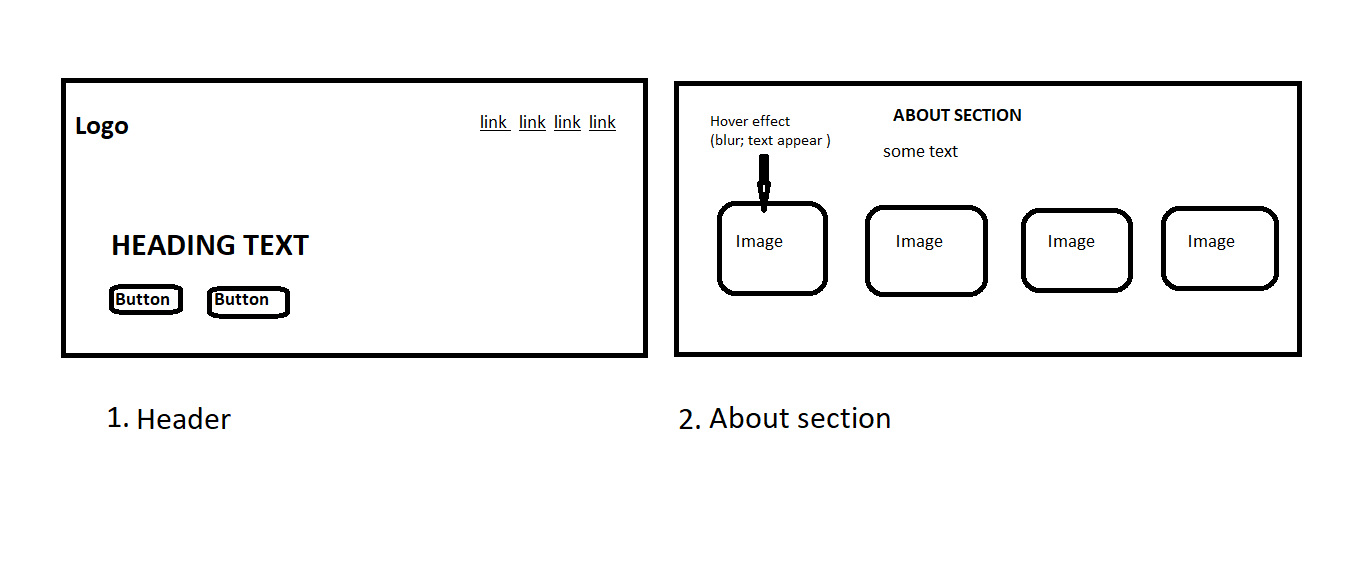 Logo
link link link link
HEADING TEXT
Button Button
1. Header
ABOUT SECTION
some text
Hover effect
(blur; text appear )
Image Image Image Image
2. About section